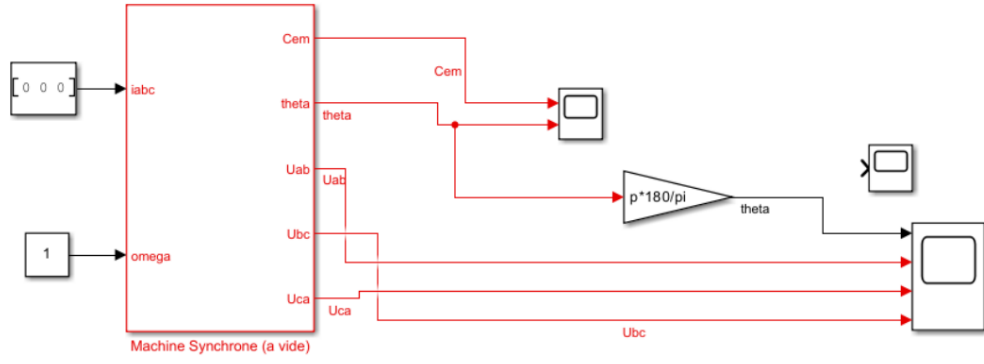 [0 0 0]
iabc
Cem
Cem
theta
theta
Uab
Uab
p*180/pi
theta
1
omega
Ubc
Uca
Uca
Ubc
Machine Synchrone (a vide)